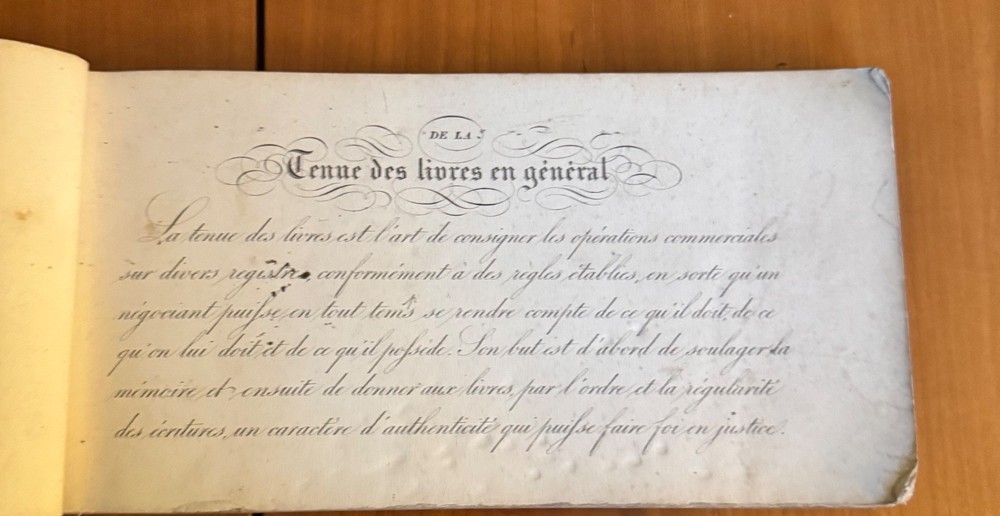 DE LA
Tenue des livres en général
La tenue des livres est l'art de consigner les opérations commerciales
sur divers registres, conformément à des règles établies, en sorte qu'un
négociant puisse en tout tems se rendre compte de ce qu'il doit, de ce
qu'on lui doit, et de ce qu'il possède. Son but est d'abord de soulager sa
mémoire et ensuite de donner aux livres, par l'ordre et la régularité
des écritures, un caractère d'authenticité qui puisse faire foi en justice.